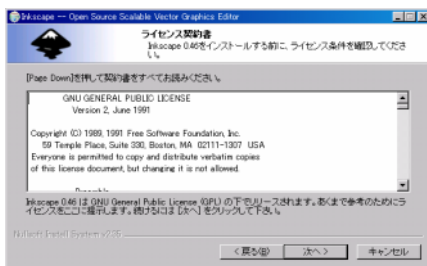 Inkscape -- Open Source Scalable Vector Graphics Editor
ライセンス契約書
Inkscape 0.46をインストールする前に、ライセンス条件を確認してくださ
い。
[Page Down]を押して契約書をすべてお読みください。
GNU GENERAL PUBLIC LICENSE
Version 2, June 1991
Copyright (C) 1989, 1991 Free Software Foundation, Inc.
59 Temple Place, Suite 330, Boston, MA 02111-1307 USA
Everyone is permitted to copy and distribute verbatim copies
of this license document, but changing it is not allowed.
Preamble
Inkscape 0.46 は GNU General Public License (GPL) の下でリリースされます。あくまで参考のためにラ
イセンスをここに提示します。続けるには [次へ] をクリックして下さい。
Nullsoft Install System v2.35
< 戻る(B)
次へ >
キャンセル